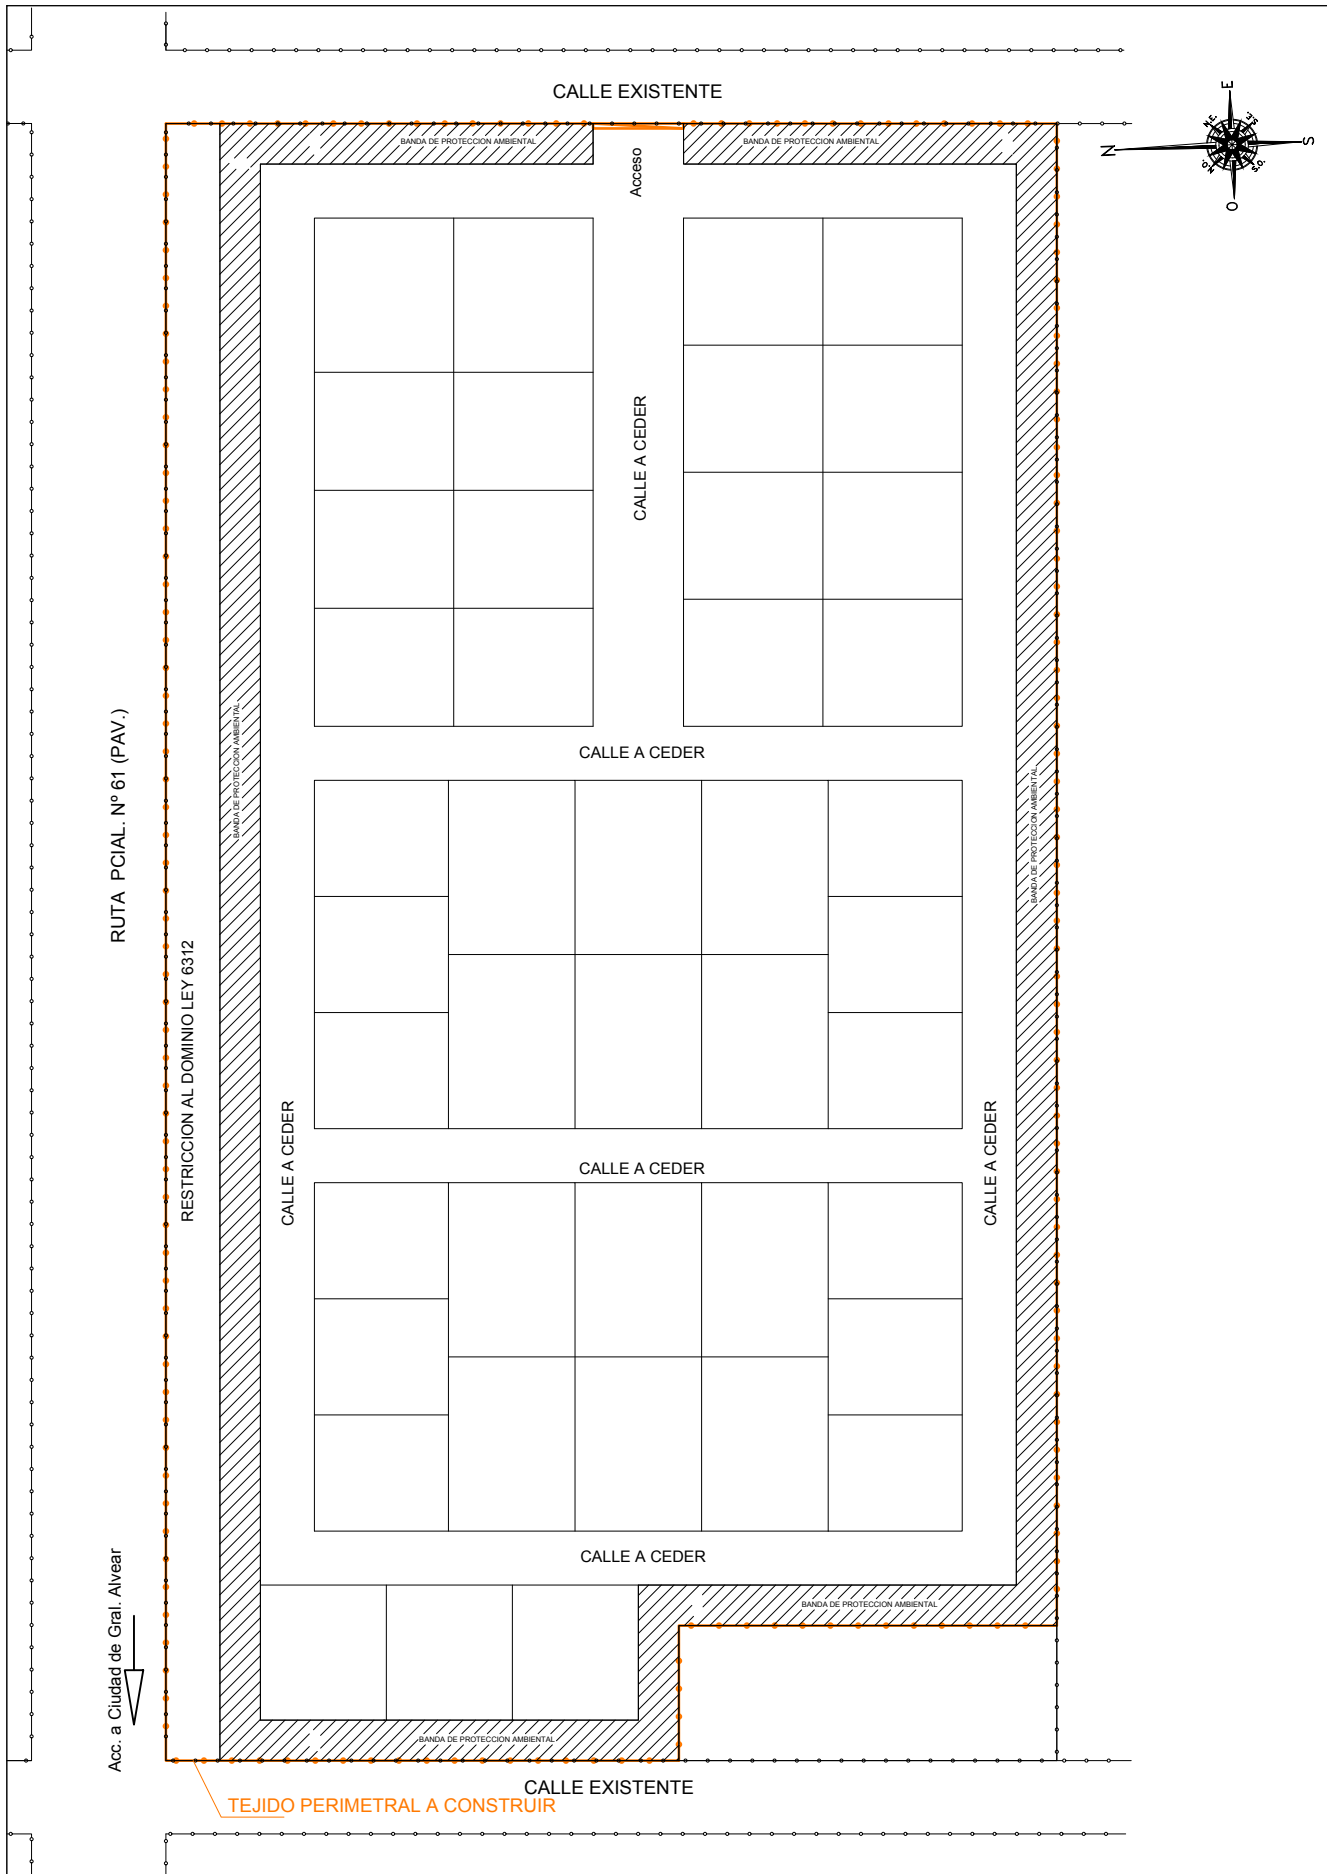 CALLE EXISTENTE
BANDA DE PROTECCION AMBIENTAL
BANDA DE PROTECCION AMBIENTAL
Acceso
E
N.E.
S.E.
N
S
N.O.
S.O.
O
CALLE A CEDER
CALLE A CEDER
RUTA PCIAL. Nº 61 (PAV.)
BANDA DE PROTECCION AMBIENTAL
BANDA DE PROTECCION AMBIENTAL
RESTRICCION AL DOMINIO LEY 6312
CALLE A CEDER
CALLE A CEDER
CALLE A CEDER
CALLE A CEDER
Acc. a Ciudad de Gral. Alvear
BANDA DE PROTECCION AMBIENTAL
BANDA DE PROTECCION AMBIENTAL
CALLE EXISTENTE
TEJIDO PERIMETRAL A CONSTRUIR